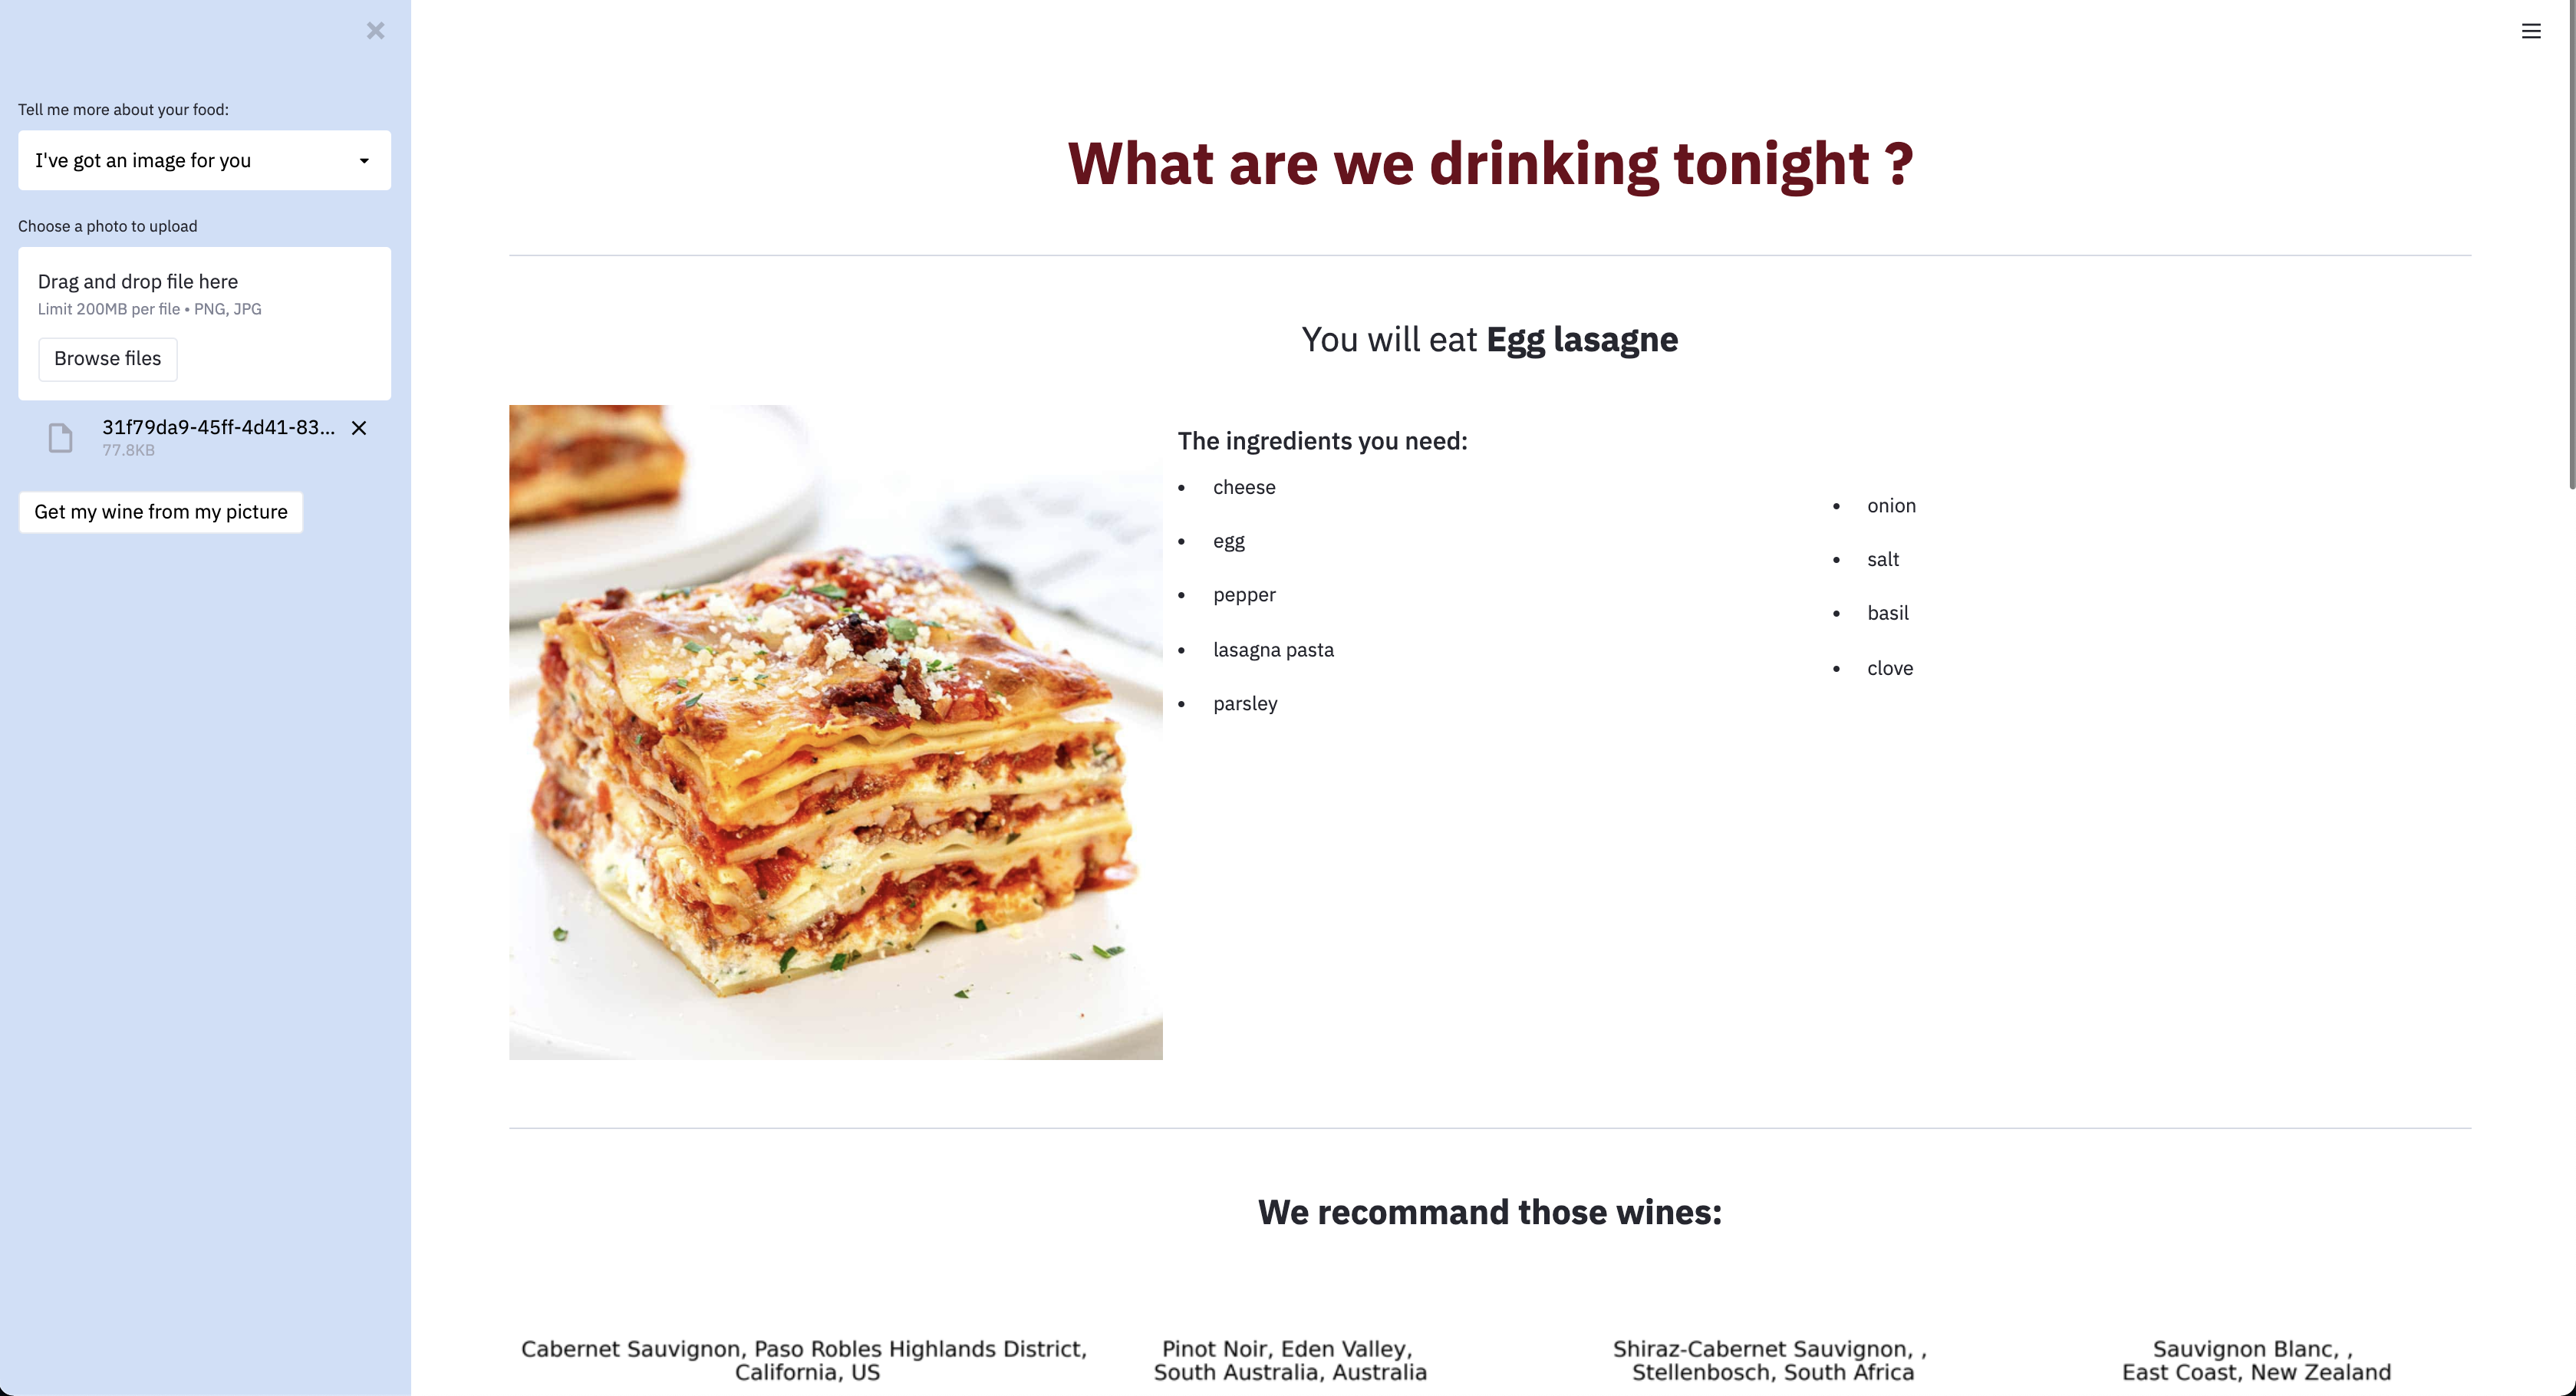 Tell me more about your food:
I've got an image for you
Choose a photo to upload
Drag and drop file here
Limit 200MB per file • PNG, JPG
Browse files
31f79da9-45ff-4d41-83...
77.8KB
Get my wine from my picture
What are we drinking tonight ?
You will eat Egg lasagne
The ingredients you need:
• cheese
• egg
• pepper
• lasagna pasta
• parsley
• onion
• salt
• basil
• clove
We recommand those wines:
Cabernet Sauvignon, Paso Robles Highlands District,
California, US
Pinot Noir, Eden Valley,
South Australia, Australia
Shiraz-Cabernet Sauvignon, ,
Stellenbosch, South Africa
Sauvignon Blanc, ,
East Coast, New Zealand